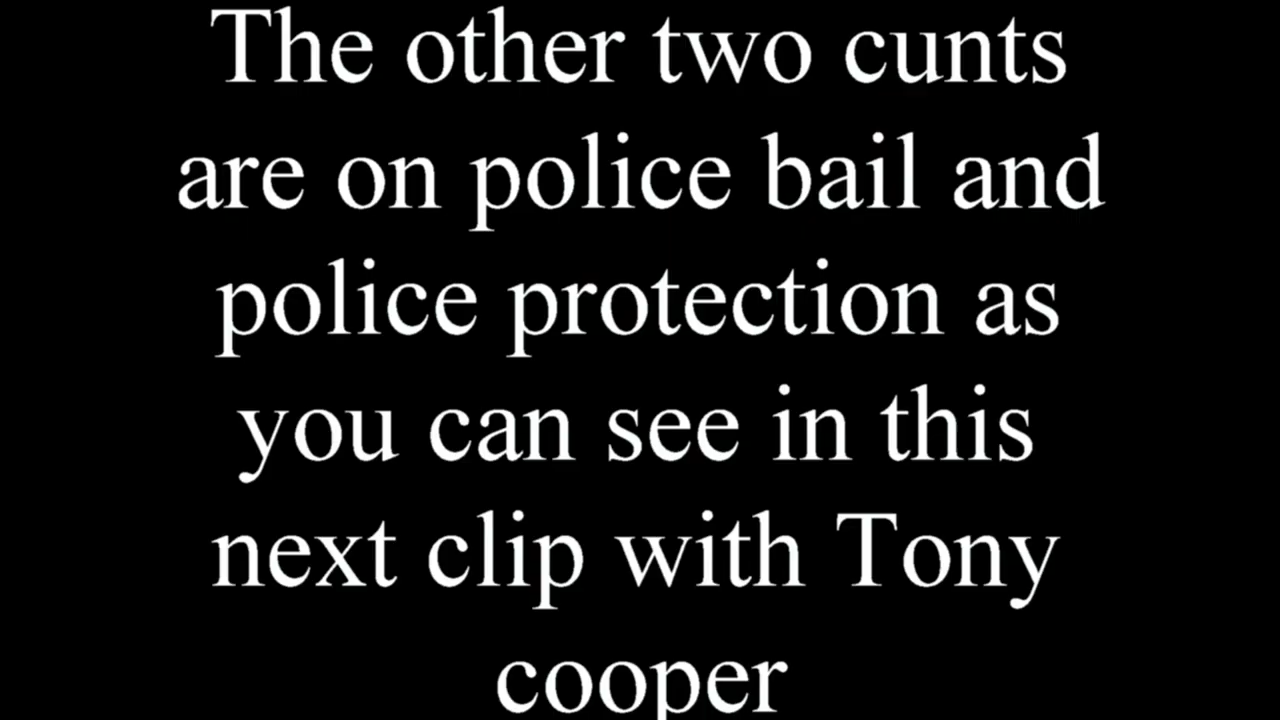 The other two cunts
are on police bail and
police protection as
you can see in this
next clip with Tony
cooper